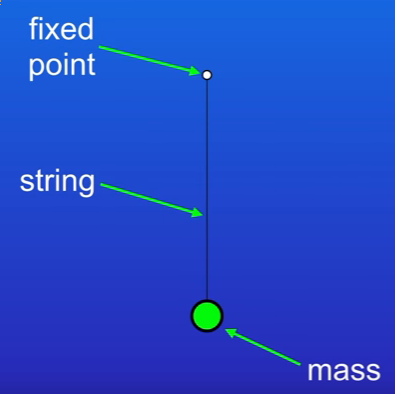 fixed
point
string
mass